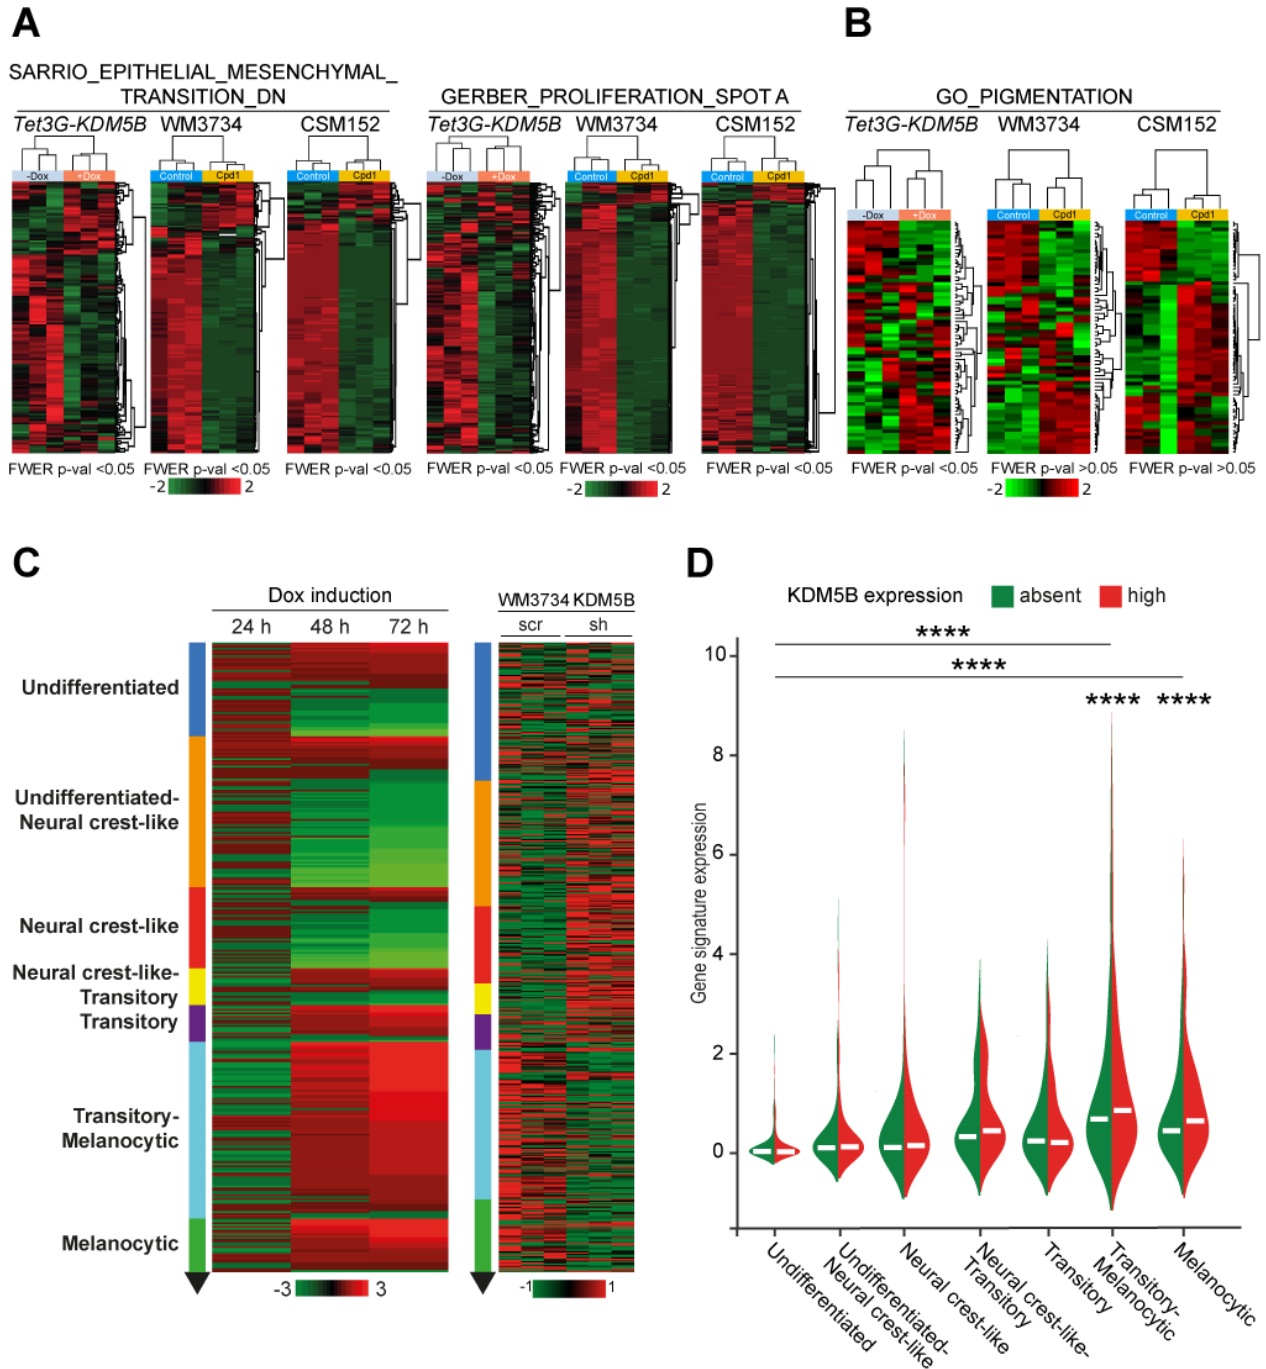 A
B
SARRIO_EPITHELIAL_MESENCHYMAL_
TRANSITION_DN
GERBER_PROLIFERATION_SPOT A
GO_PIGMENTATION
Tet3G-KDM5B WM3734 CSM152
Tet3G-KDM5B WM3734 CSM152
Tet3G-KDM5B WM3734 CSM152
-Dox +Dox Control Cpd1 Control Cpd1
-Dox +Dox Control Cpd1 Control Cpd1
-Dox +Dox Control Cpd1 Control Cpd1
FWER p-val <0.05 FWER p-val <0.05 FWER p-val <0.05
FWER p-val <0.05 FWER p-val <0.05 FWER p-val <0.05
FWER p-val <0.05 FWER p-val >0.05 FWER p-val >0.05
-2 2
-2 2
-2 2
C
Dox induction
24 h 48 h 72 h
WM3734 KDM5B
scr sh
Undifferentiated
Undifferentiated-
Neural crest-like
Neural crest-like
Neural crest-like-
Transitory
Transitory
Transitory-
Melanocytic
Melanocytic
-3 3
-1 1
D
KDM5B expression absent high
****
****
**** ****
Gene signature expression
10
8
6
4
2
0
Undifferentiated
Undifferentiated-
Neural crest-like
Neural crest-like
Neural crest-like-
Transitory
Transitory
Transitory-
Melanocytic
Melanocytic